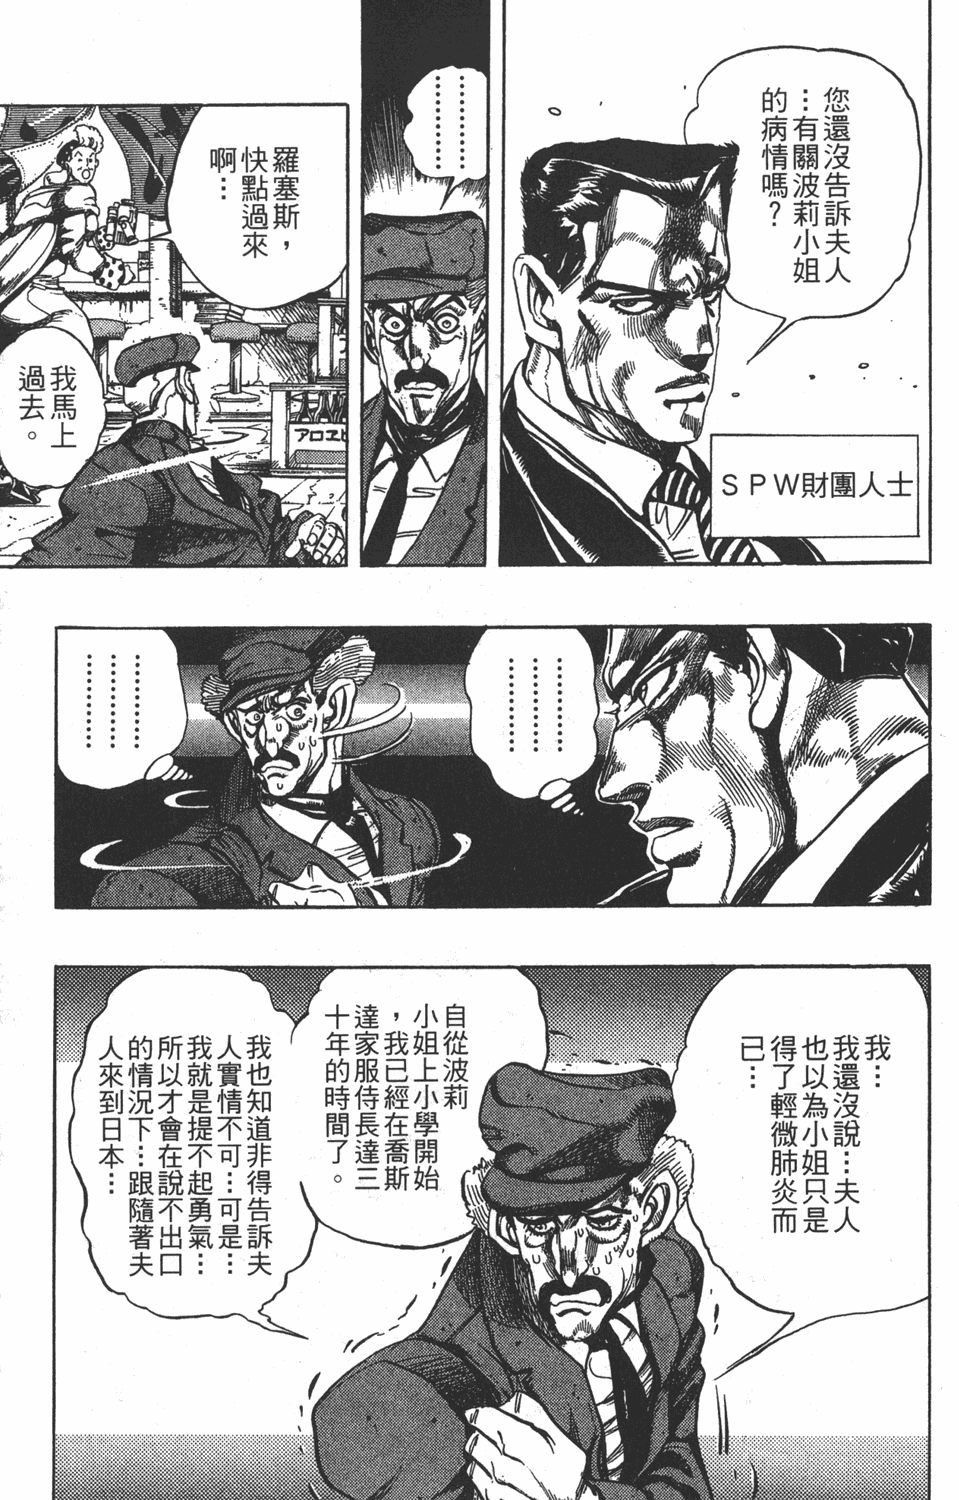 您還沒告訴夫人
…有關波莉小姐
的病情嗎？
ＳＰＷ財團人士
………
………
羅塞斯，
快點過來
啊…
我馬上
過去。
アロエビ
………
………
………
………
我…
我還沒說…夫人
也以為小姐只是
得了輕微肺炎而
已…
自從波莉
小姐上小學開始
，我已經在喬斯
達家服侍長達三
十年的時間了。
我也知道非得告訴夫
人實情不可…可是…
我就是提不起勇氣…
所以才會在說不出口
的情況下…跟隨著夫
人來到日本…